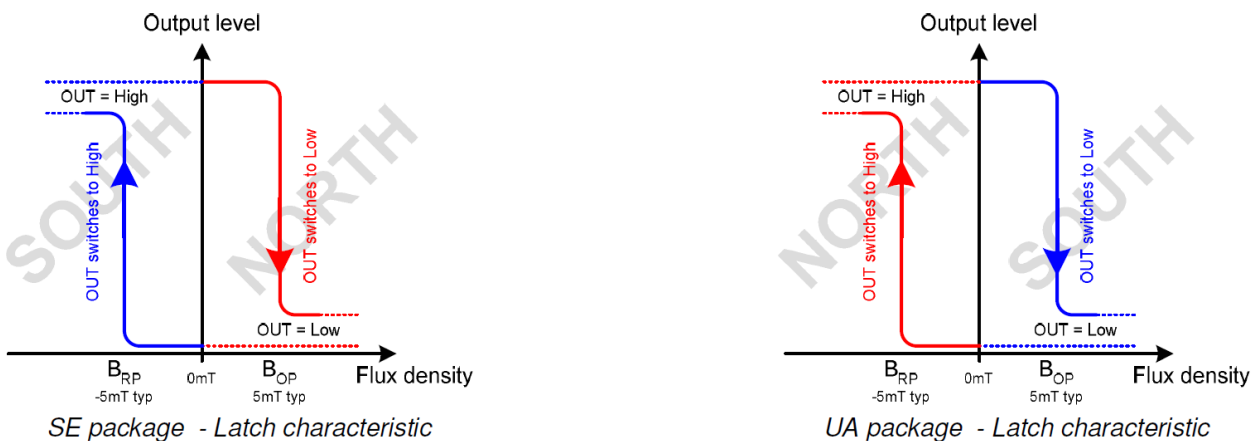 Output level
OUT = High
SOUTH
NORTH
OUT switches to High
OUT switches to Low
OUT = Low
B_RP
-5mT typ
0mT
B_OP
5mT typ
Flux density
SE package - Latch characteristic
Output level
OUT = High
NORTH
SOUTH
OUT switches to High
OUT switches to Low
OUT = Low
B_RP
-5mT typ
0mT
B_OP
5mT typ
Flux density
UA package - Latch characteristic